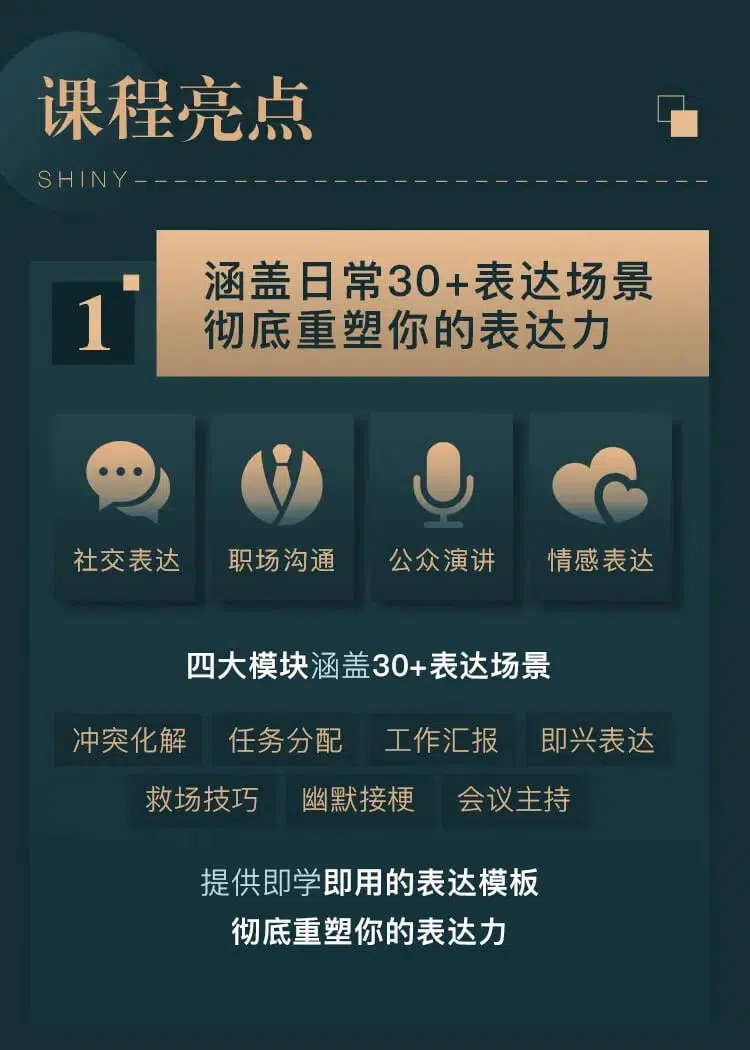 课程亮点
SHINY
1
涵盖日常30+表达场景
彻底重塑你的表达力
社交表达 职场沟通 公众演讲 情感表达
四大模块涵盖30+表达场景
冲突化解 任务分配 工作汇报 即兴表达
救场技巧 幽默接梗 会议主持
提供即学即用的表达模板
彻底重塑你的表达力